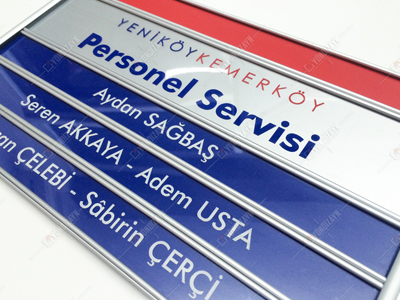 YENİKÖYKEMERKÖY
Personel Servisi
Aydan SAĞBAŞ
Seren AKKAYA - Adem USTA
ÇELEBİ - Sâbirin ÇERÇİ